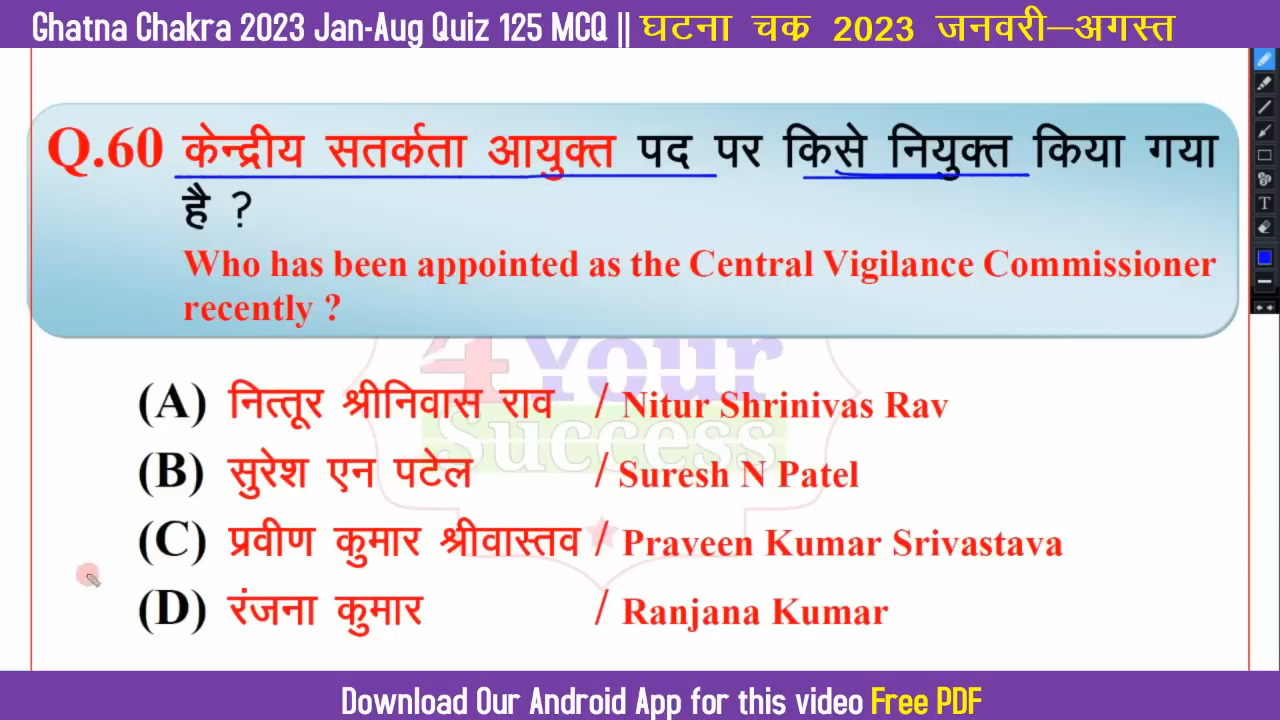 Ghatna Chakra 2023 Jan-Aug Quiz 125 MCQ || घटना चक्र 2023 जनवरी–अगस्त
Q.60 केन्द्रीय सतर्कता आयुक्त पद पर किसे नियुक्त किया गया
है ?
Who has been appointed as the Central Vigilance Commissioner
recently ?
4Your
Success
(A) नित्तूर श्रीनिवास राव / Nitur Shrinivas Rav
(B) सुरेश एन पटेल / Suresh N Patel
(C) प्रवीण कुमार श्रीवास्तव / Praveen Kumar Srivastava
(D) रंजना कुमार / Ranjana Kumar
Download Our Android App for this video Free PDF